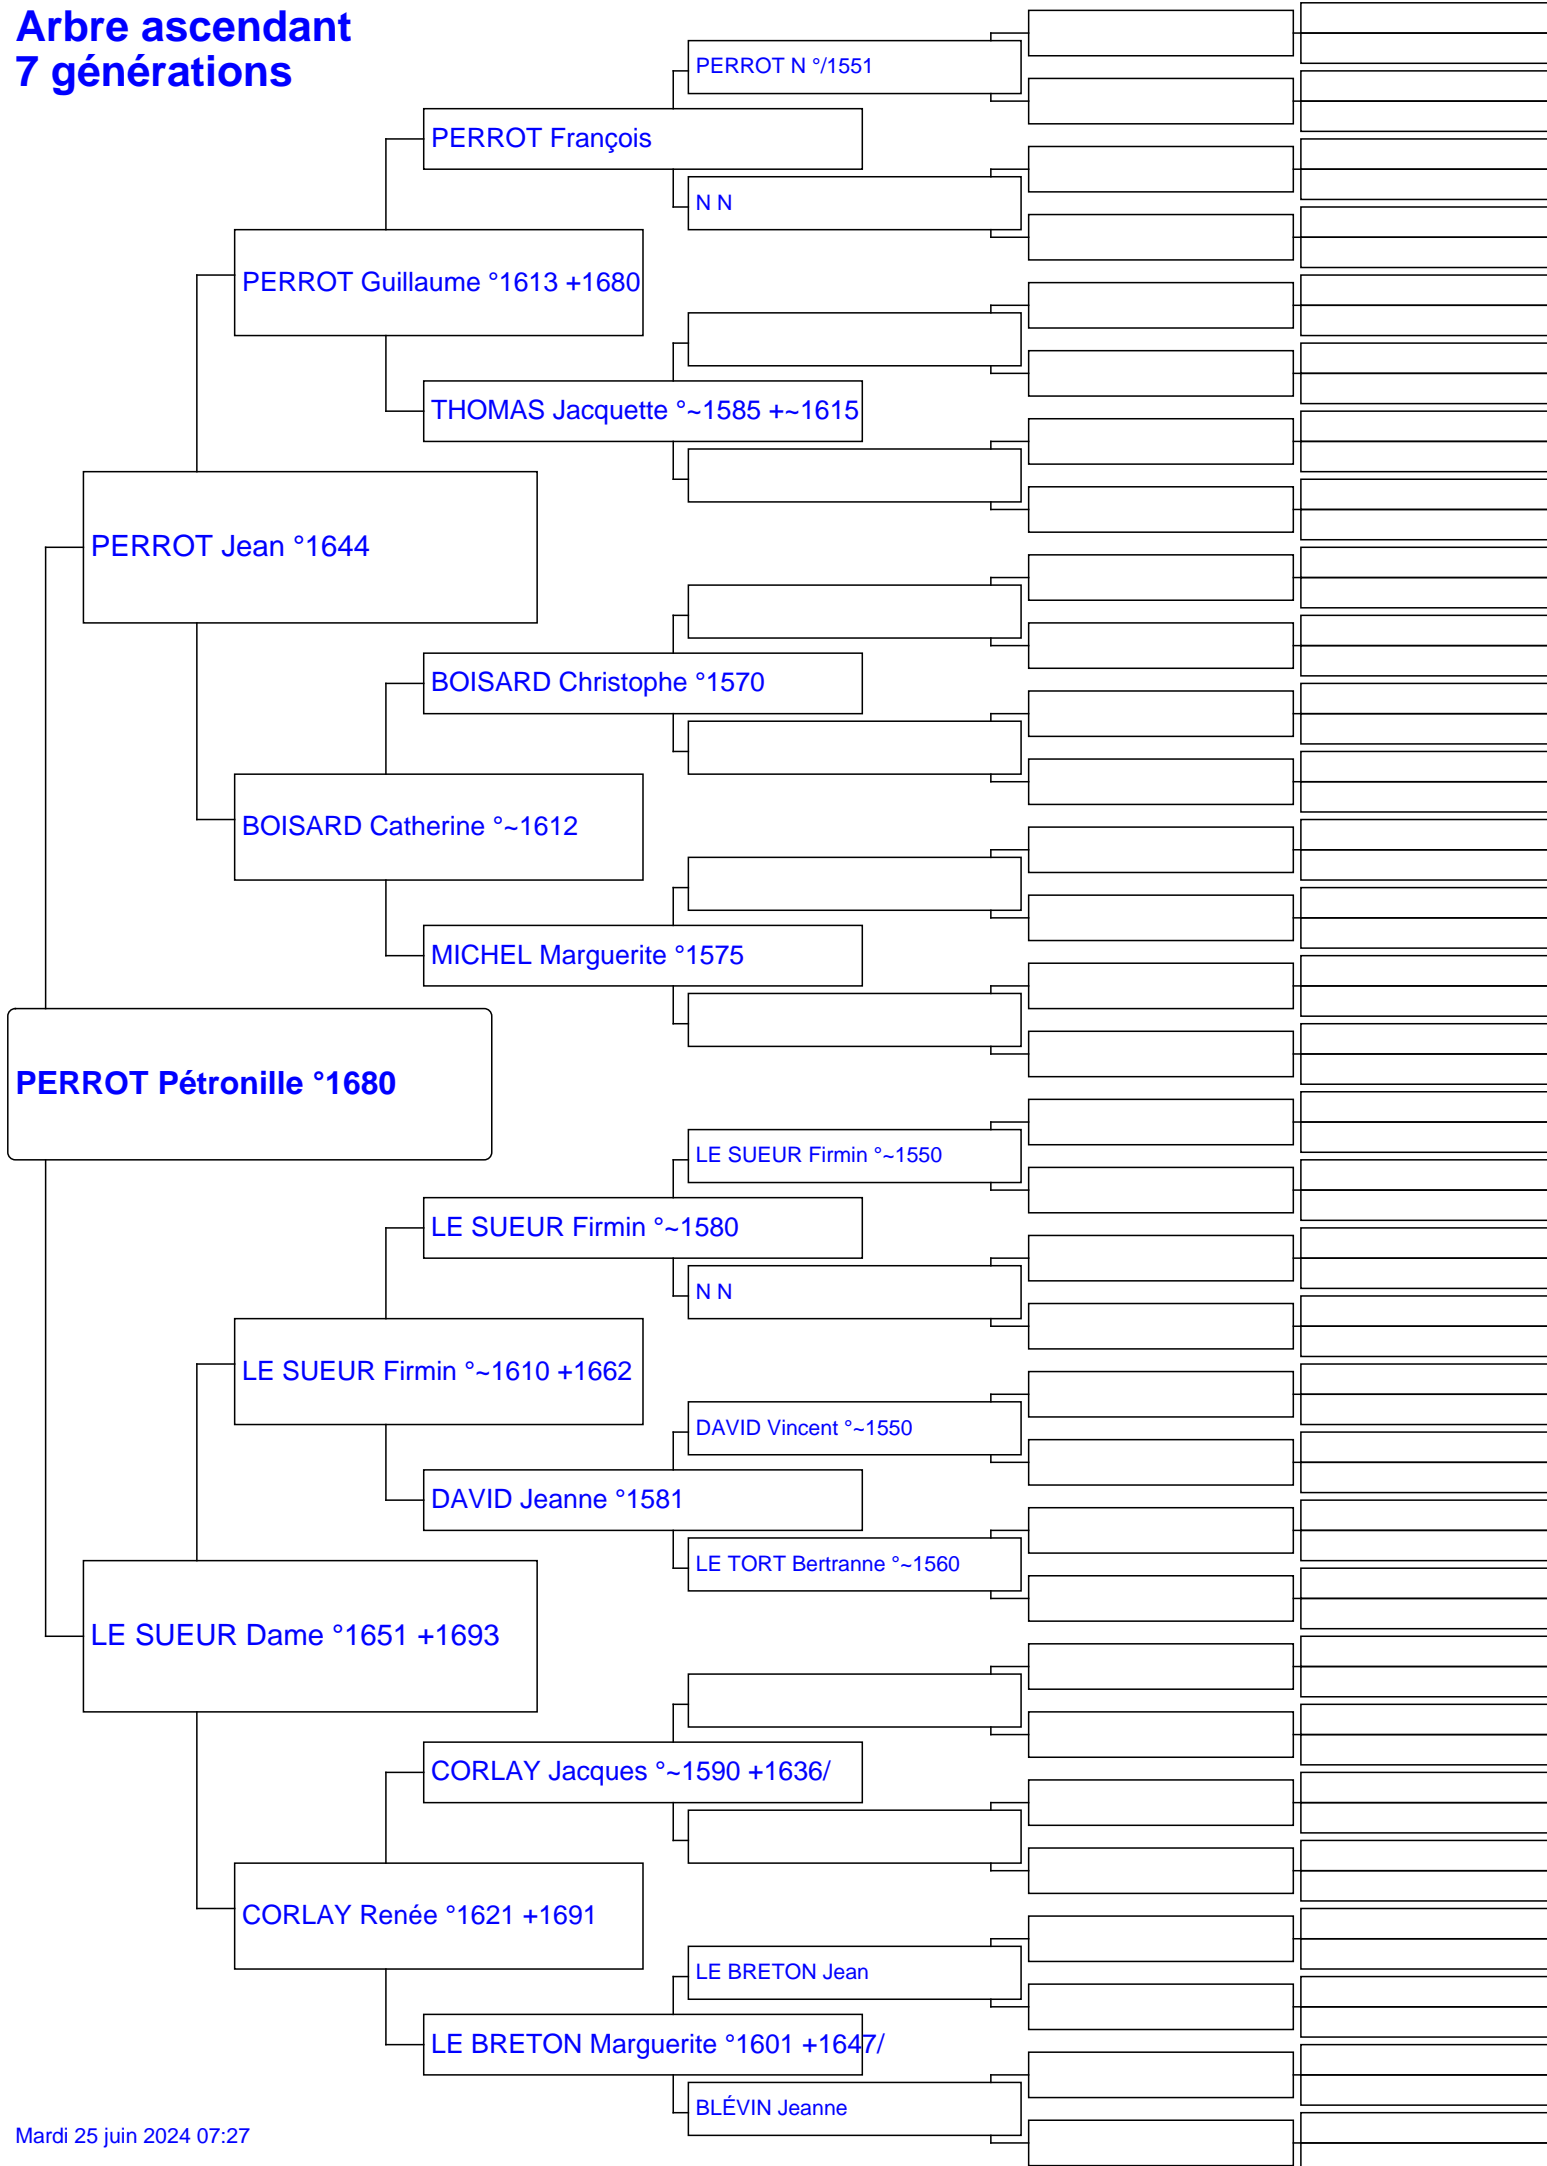 Arbre ascendant
7 générations
PERROT N °/1551
PERROT François
N N
PERROT Guillaume °1613 +1680
THOMAS Jacquette °~1585 +~1615
PERROT Jean °1644
BOISARD Christophe °1570
BOISARD Catherine °~1612
MICHEL Marguerite °1575
PERROT Pétronille °1680
LE SUEUR Firmin °~1550
LE SUEUR Firmin °~1580
N N
LE SUEUR Firmin °~1610 +1662
DAVID Vincent °~1550
DAVID Jeanne °1581
LE TORT Bertranne °~1560
LE SUEUR Dame °1651 +1693
CORLAY Jacques °~1590 +1636/
CORLAY Renée °1621 +1691
LE BRETON Jean
LE BRETON Marguerite °1601 +1647/
BLÉVIN Jeanne
Mardi 25 juin 2024 07:27